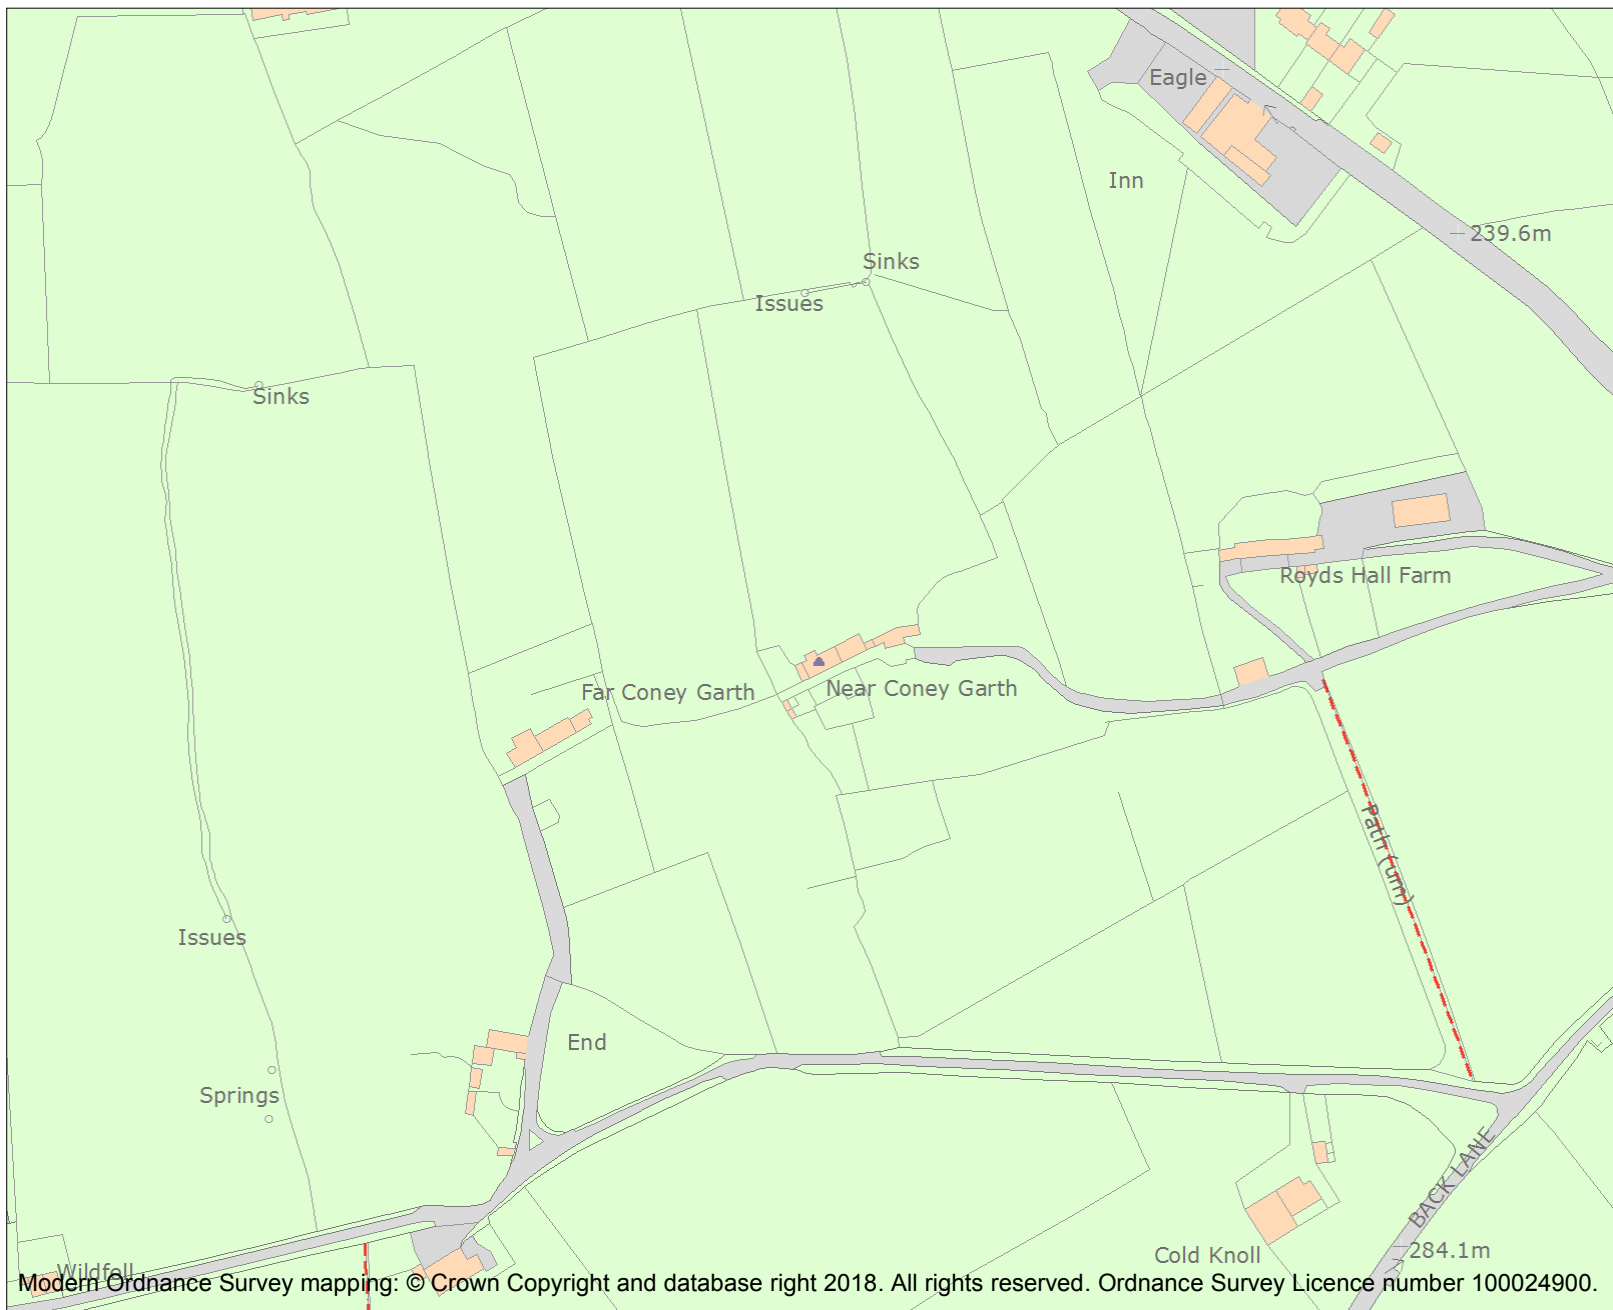 Eagle
Inn
239.6m
Sinks
Issues
Sinks
Royds Hall Farm
Far Coney Garth
Near Coney Garth
Path (um)
Issues
End
Springs
BACK LANE
Cold Knoll
284.1m
Wildfell
Modern Ordnance Survey mapping: © Crown Copyright and database right 2018. All rights reserved. Ordnance Survey Licence number 100024900.